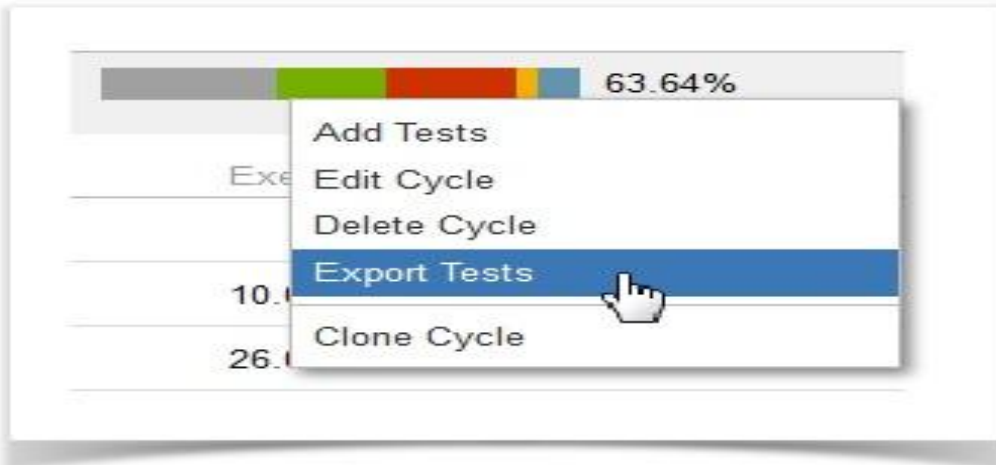 63.64%
Add Tests
Exe
Edit Cycle
Delete Cycle
Export Tests
10.
Clone Cycle
26.